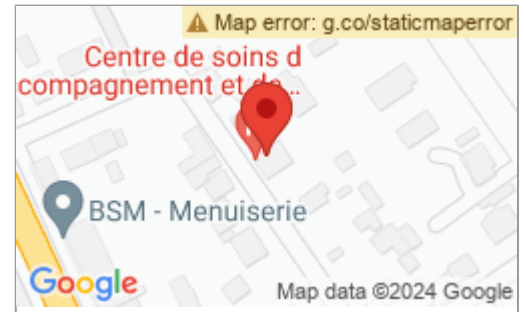 Map error: g.co/staticmaperror
Centre de soins d
compagnement et de...
BSM - Menuiserie
Google
Map data ©2024 Google